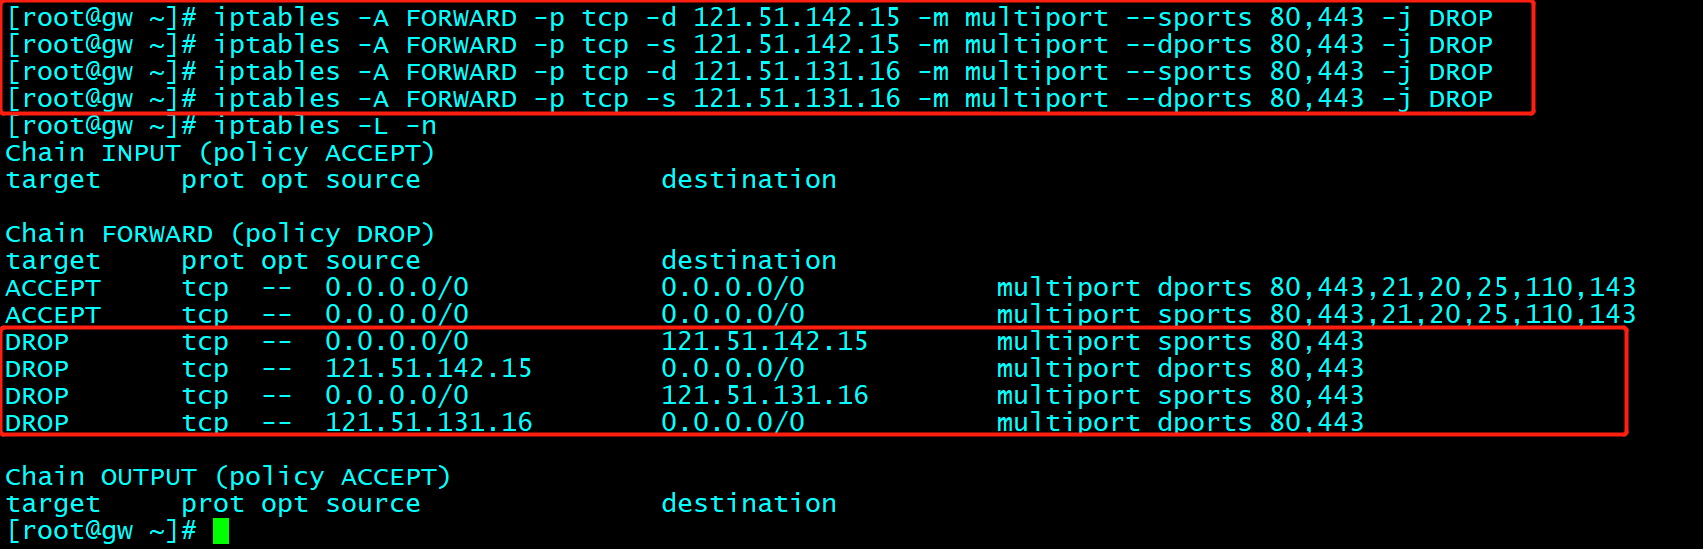 [root@gw ~]# iptables -A FORWARD -p tcp -d 121.51.142.15 -m multiport --sports 80,443 -j DROP
[root@gw ~]# iptables -A FORWARD -p tcp -s 121.51.142.15 -m multiport --dports 80,443 -j DROP
[root@gw ~]# iptables -A FORWARD -p tcp -d 121.51.131.16 -m multiport --sports 80,443 -j DROP
[root@gw ~]# iptables -A FORWARD -p tcp -s 121.51.131.16 -m multiport --dports 80,443 -j DROP
[root@gw ~]# iptables -L -n
Chain INPUT (policy ACCEPT)
target     prot opt source               destination
Chain FORWARD (policy DROP)
target     prot opt source               destination
ACCEPT     tcp  --  0.0.0.0/0            0.0.0.0/0            multiport dports 80,443,21,20,25,110,143
ACCEPT     tcp  --  0.0.0.0/0            0.0.0.0/0            multiport sports 80,443,21,20,25,110,143
DROP       tcp  --  0.0.0.0/0            121.51.142.15        multiport sports 80,443
DROP       tcp  --  121.51.142.15        0.0.0.0/0            multiport dports 80,443
DROP       tcp  --  0.0.0.0/0            121.51.131.16        multiport sports 80,443
DROP       tcp  --  121.51.131.16        0.0.0.0/0            multiport dports 80,443
Chain OUTPUT (policy ACCEPT)
target     prot opt source               destination
[root@gw ~]#